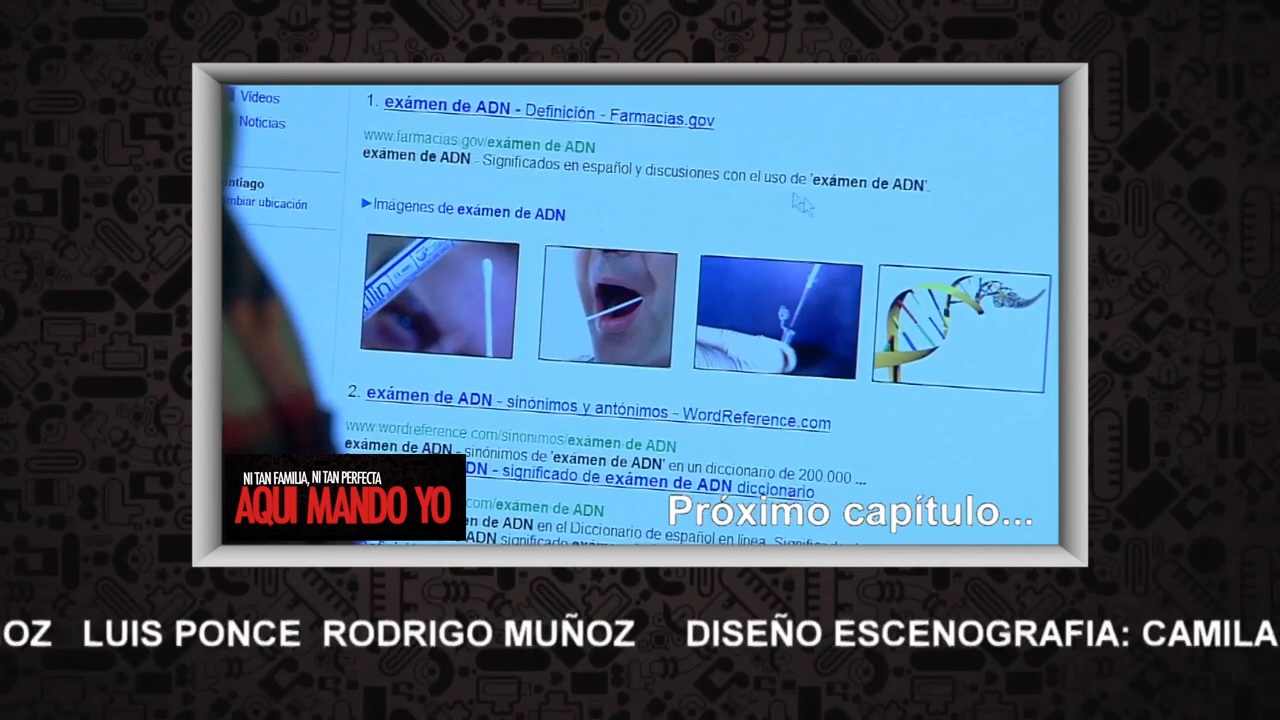 Vídeos
Noticias
ntiago
mbiar ubicación
1. exámen de ADN - Definición - Farmacias.gov
www.farmacias.gov/exámen de ADN
exámen de ADN - Significados en español y discusiones con el uso de 'exámen de ADN'.
▶Imágenes de exámen de ADN
2. exámen de ADN - sinónimos y antónimos - WordReference.com
www.wordreference.com/sinonimos/exámen de ADN
exámen de ADN - sinónimos de 'exámen de ADN' en un diccionario de 200.000 ...
DN - significado de exámen de ADN diccionario
com/exámen de ADN
en de ADN en el Diccionario de español en línea.
ADN significado
NI TAN FAMILIA, NI TAN PERFECTA
AQUI MANDO YO
Próximo capítulo...
OZ LUIS PONCE RODRIGO MUÑOZ DISEÑO ESCENOGRAFIA: CAMILA